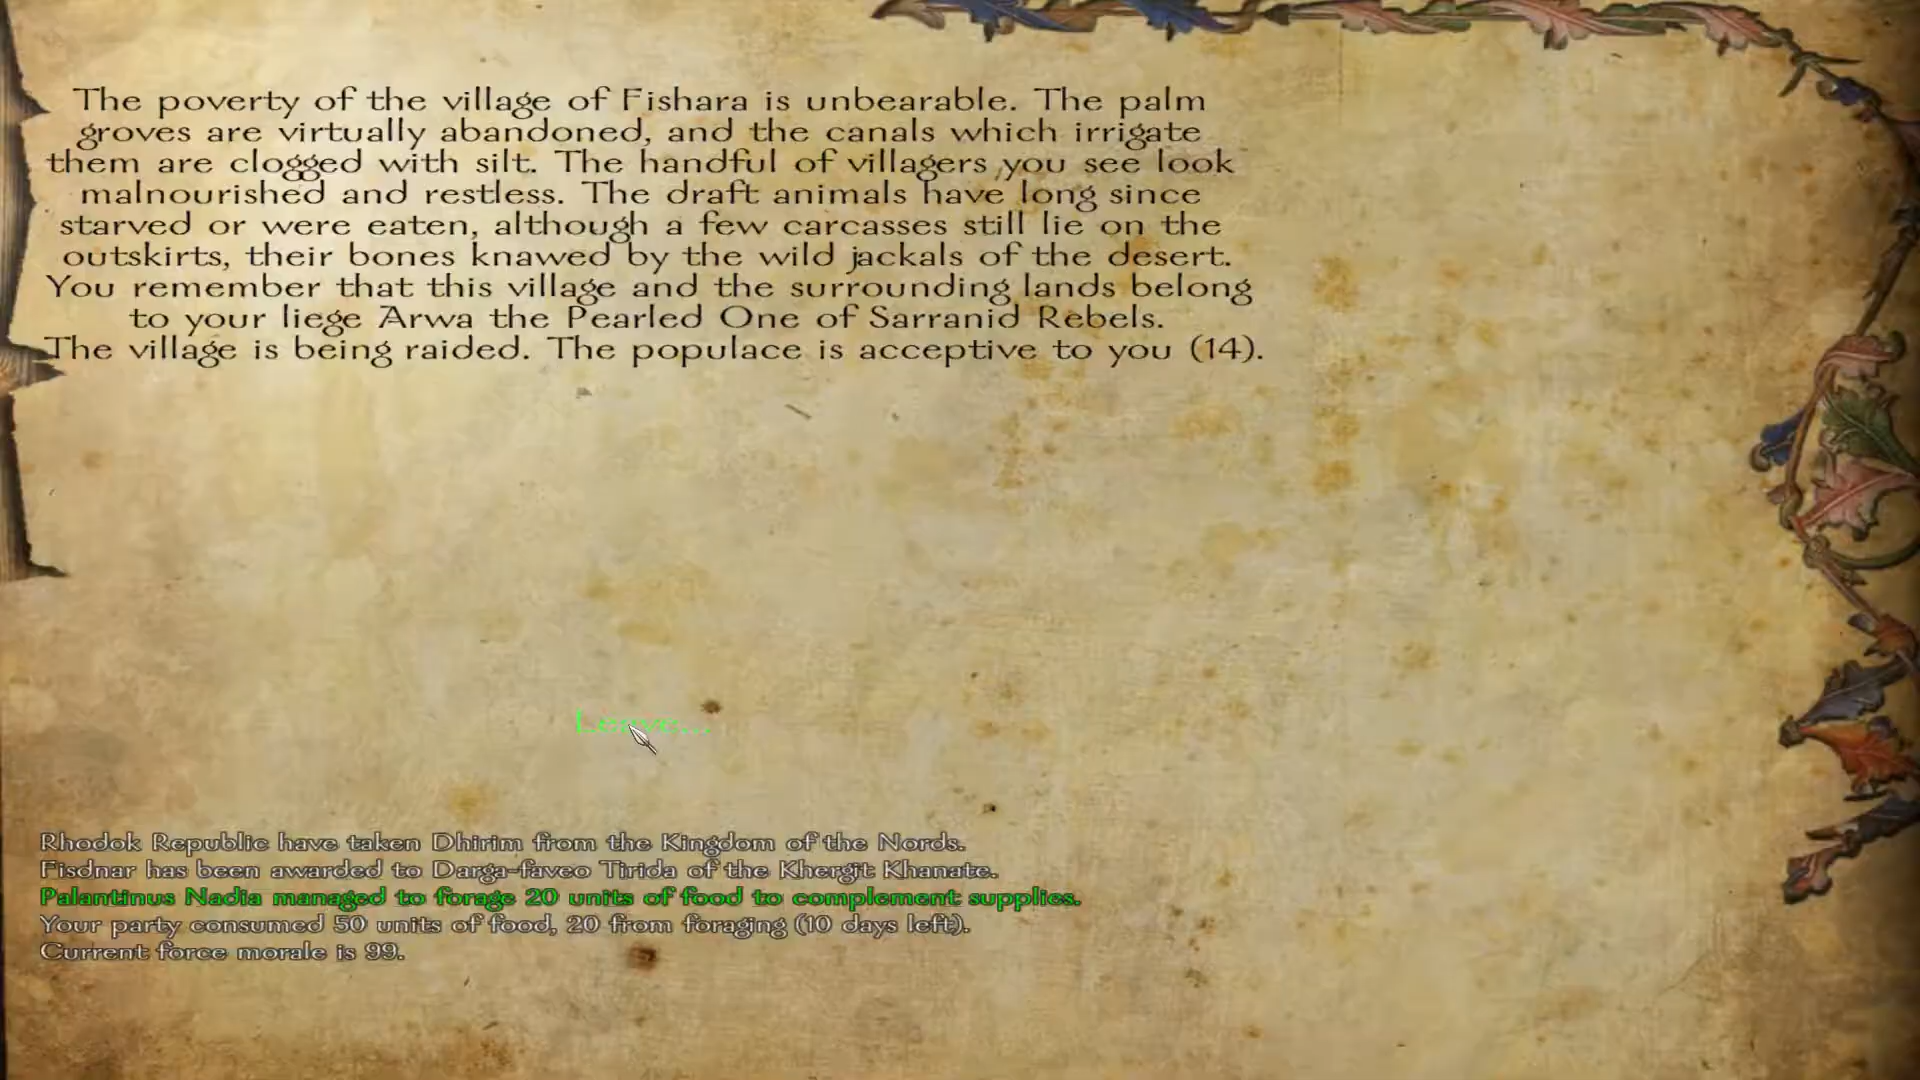 The poverty of the village of Fishara is unbearable. The palm
groves are virtually abandoned, and the canals which irrigate
them are clogged with silt. The handful of villagers you see look
malnourished and restless. The draft animals have long since
starved or were eaten, although a few carcasses still lie on the
outskirts, their bones knawed by the wild jackals of the desert.
You remember that this village and the surrounding lands belong
to your liege Arwa the Pearled One of Sarranid Rebels.
The village is being raided. The populace is acceptive to you (14).
Leave...
Rhodok Republic have taken Dhirim from the Kingdom of the Nords.
Fisdnar has been awarded to Darga-faveo Tirida of the Khergit Khanate.
Palantinus Nadia managed to forage 20 units of food to complement supplies.
Your party consumed 50 units of food, 20 from foraging (10 days left).
Current force morale is 99.